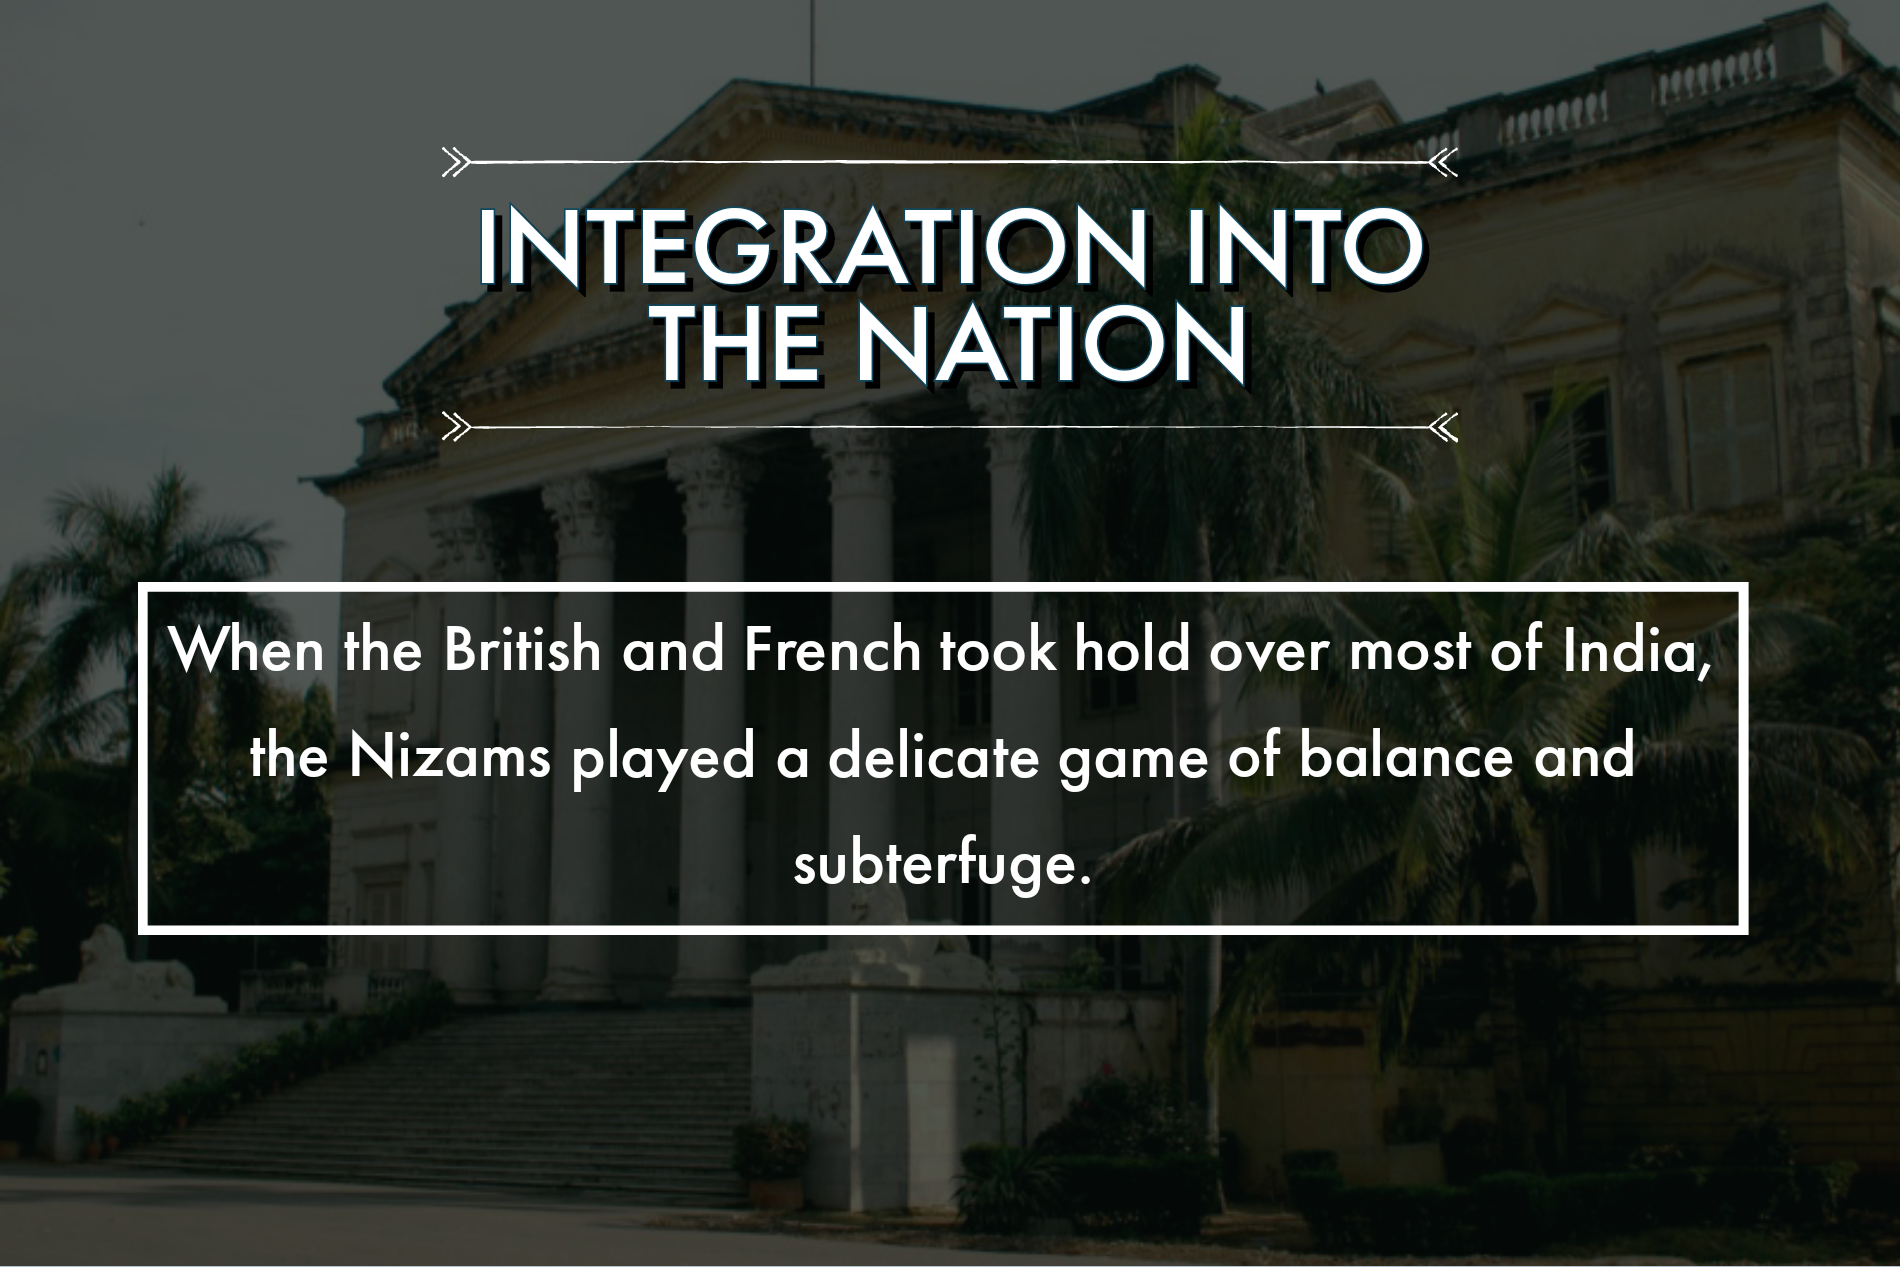 INTEGRATION INTO
THE NATION
When the British and French took hold over most of India,
the Nizams played a delicate game of balance and
subterfuge.